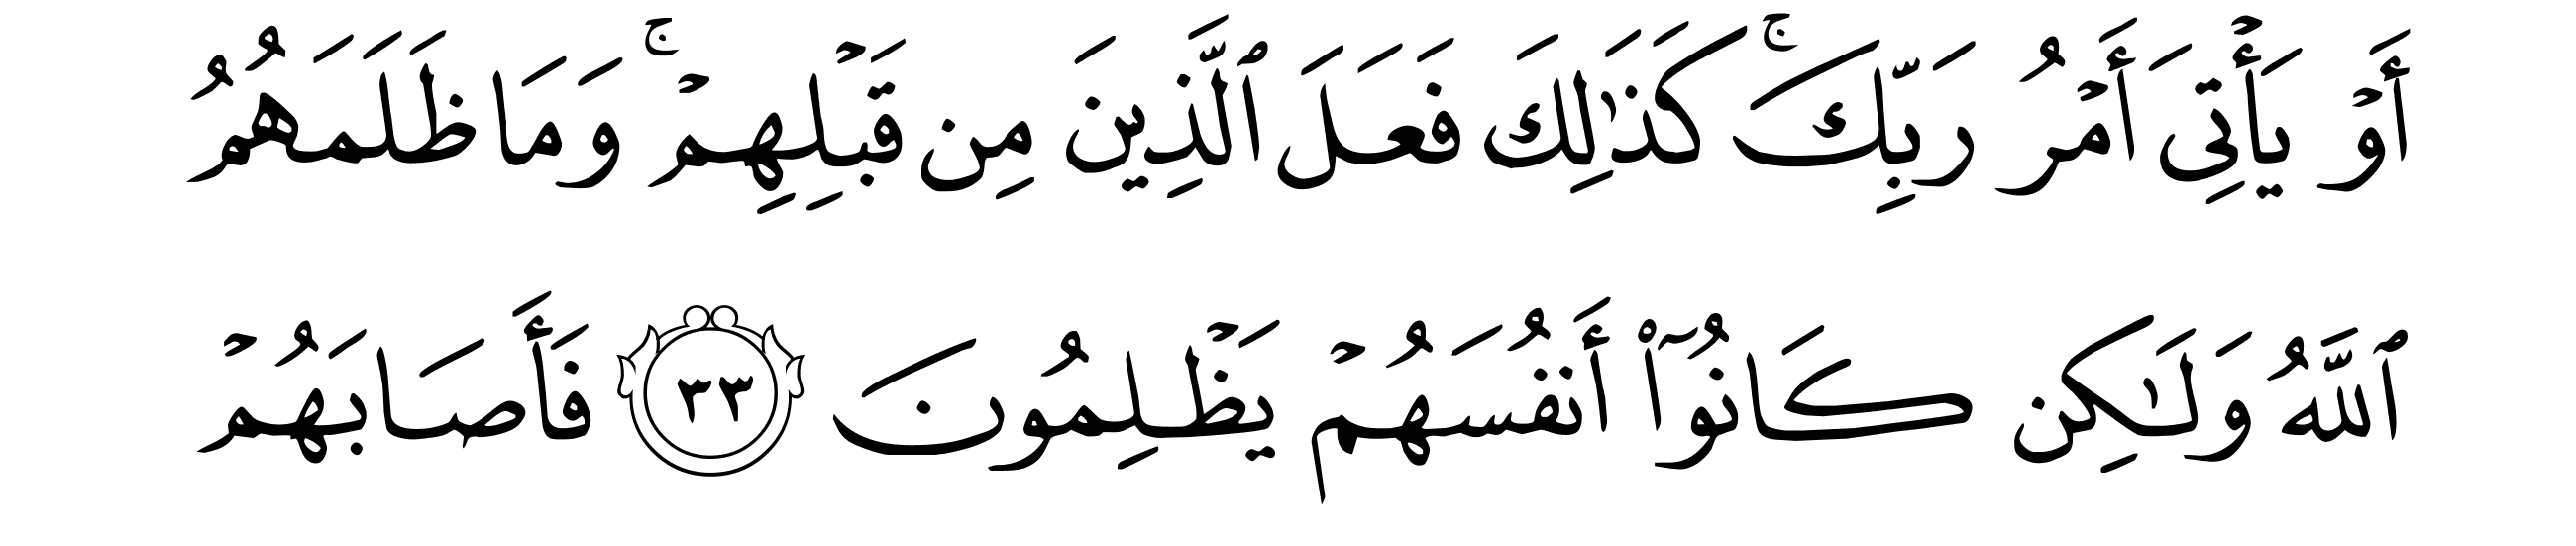 أَوۡ يَأۡتِيَ أَمۡرُ رَبِّكَۚ كَذَٰلِكَ فَعَلَ ٱلَّذِينَ مِن قَبۡلِهِمۡۚ وَمَا ظَلَمَهُمُ
ٱللَّهُ وَلَٰكِن كَانُوٓاْ أَنفُسَهُمۡ يَظۡلِمُونَ ٣٣ فَأَصَابَهُمۡ